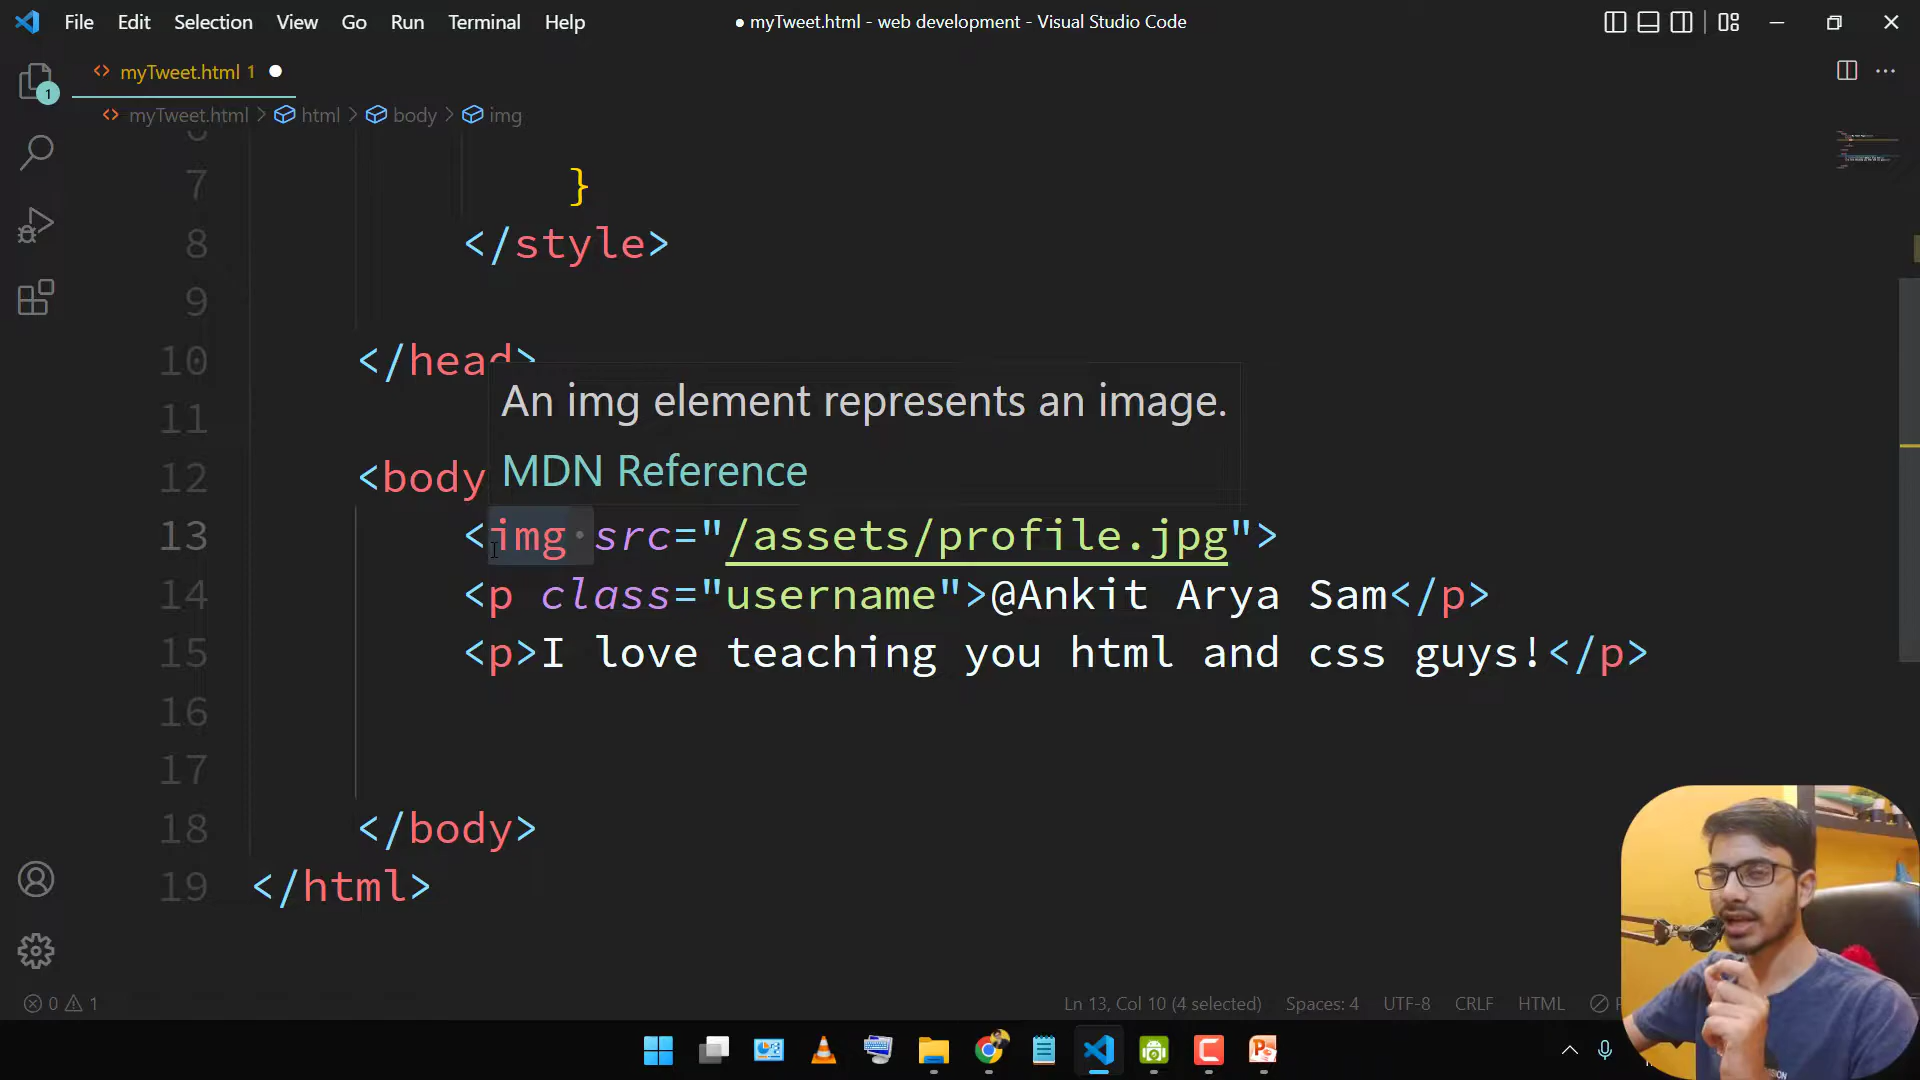 File Edit Selection View Go Run Terminal Help
● myTweet.html - web development - Visual Studio Code
myTweet.html 1
myTweet.html > html > body > img
1
7 }
8 </style>
9
10 </head>
11
An img element represents an image.
MDN Reference
12 <body
13 <img src="/assets/profile.jpg">
14 <p class="username">@Ankit Arya Sam</p>
15 <p>I love teaching you html and css guys!</p>
16
17
18 </body>
19 </html>
0 1 Ln 13, Col 10 (4 selected) Spaces: 4 UTF-8 CRLF HTML